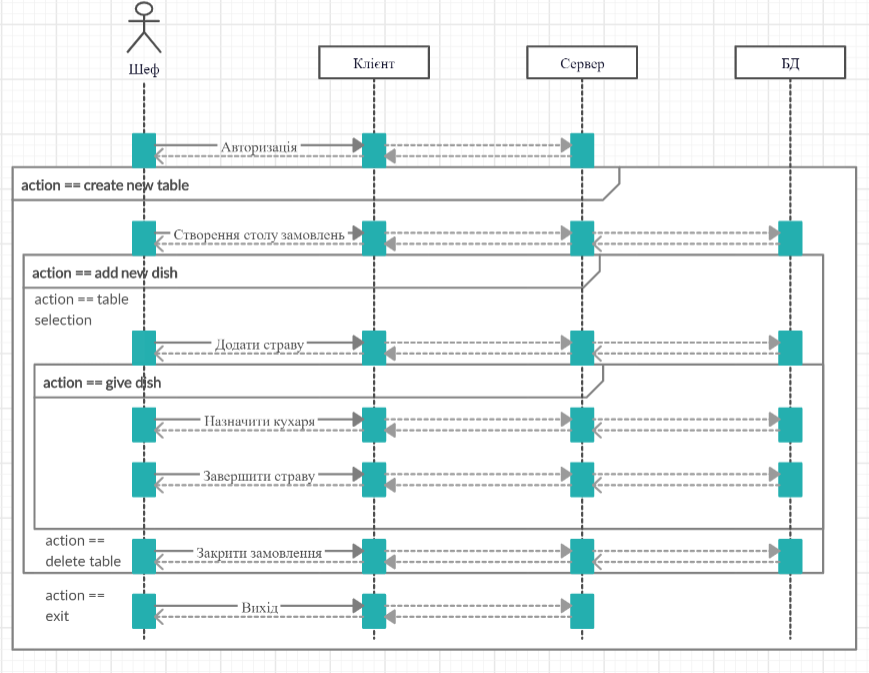 Шеф
Клієнт
Сервер
БД
Авторизація
action == create new table
Створення столу замовлень
action == add new dish
action == table
selection
Додати страву
action == give dish
Назначити кухаря
Завершити страву
action ==
delete table
Закрити замовлення
action ==
exit
Вихід